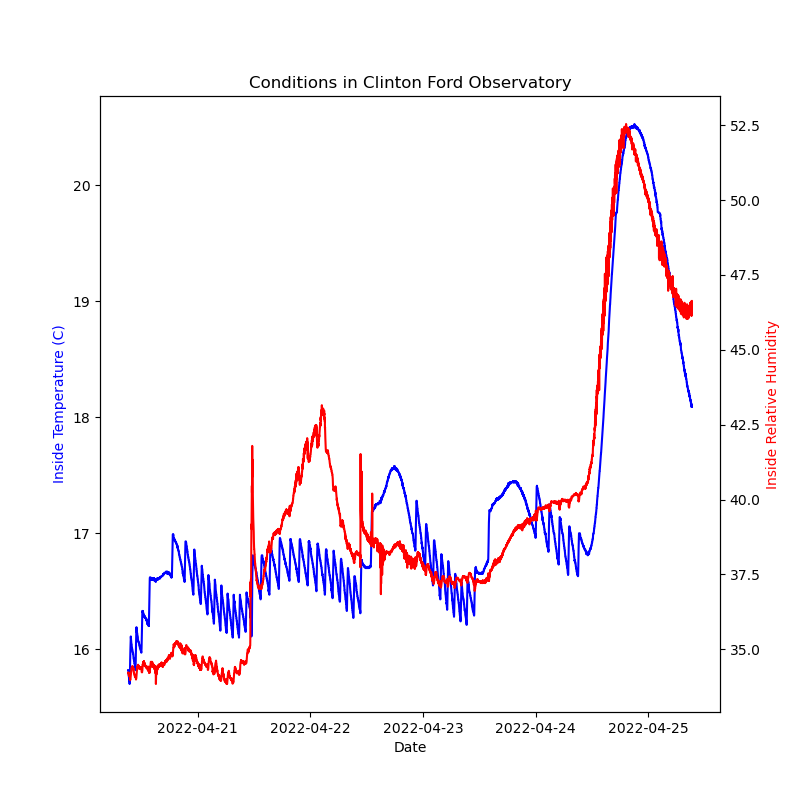 Conditions in Clinton Ford Observatory
Inside Temperature (C)
20
19
18
17
16
52.5
50.0
47.5
45.0
42.5
40.0
37.5
35.0
Inside Relative Humidity
2022-04-21 2022-04-22 2022-04-23 2022-04-24 2022-04-25
Date